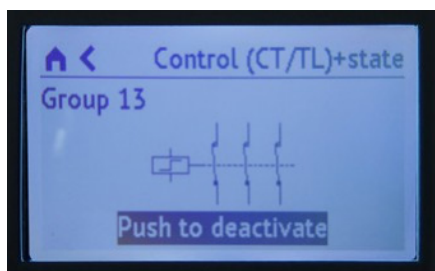 Control (CT/TL)+state
Group 13
Push to deactivate